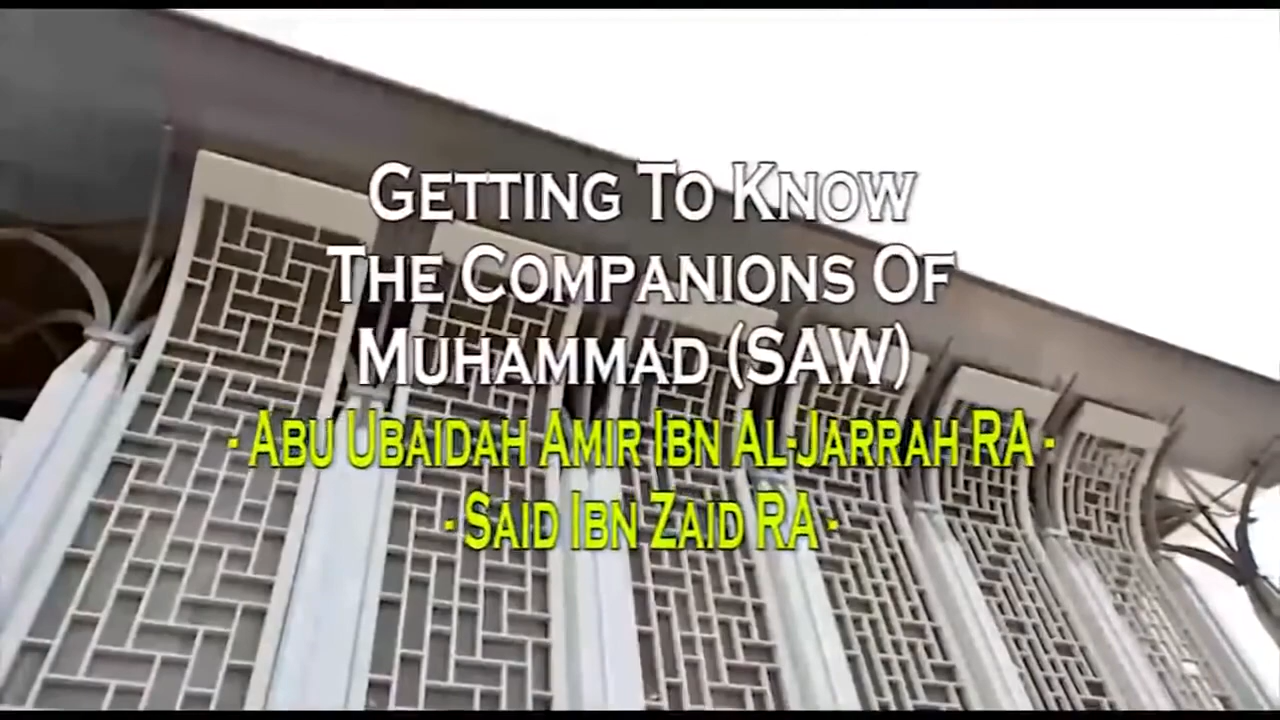 Getting To Know
The Companions Of
Muhammad (SAW)
- Abu Ubaidah Amir Ibn Al-Jarrah RA -
- Said Ibn Zaid RA -